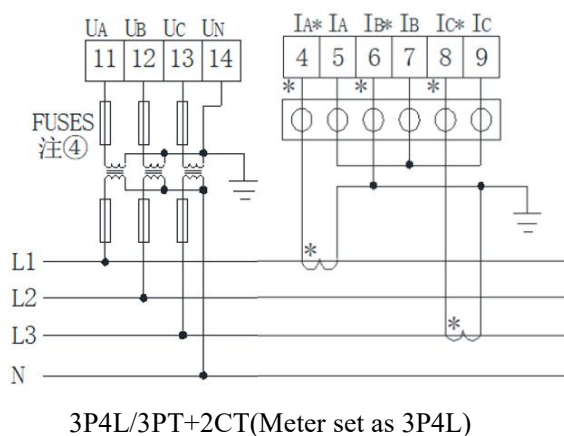 UA UB UC UN
11 12 13 14
IA* IA IB* IB IC* IC
4 5 6 7 8 9
* * *
FUSES
注④
*
L1
L2
*
L3
N
3P4L/3PT+2CT(Meter set as 3P4L)